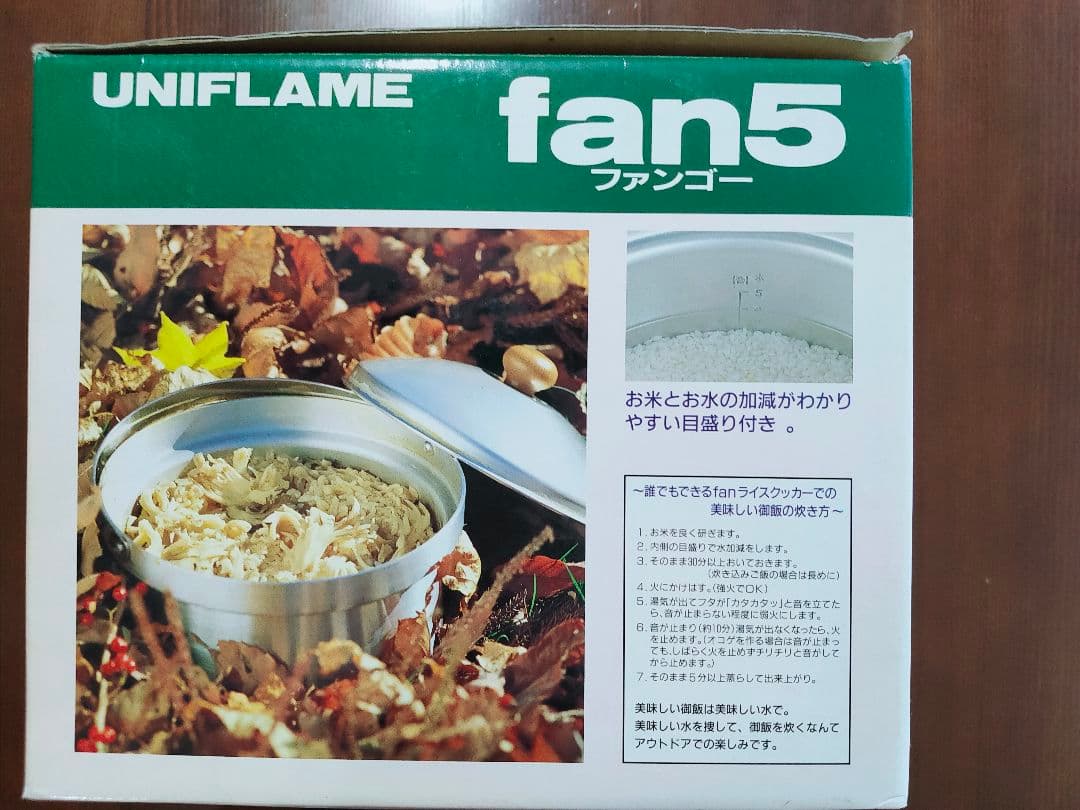 UNIFLAME
fan5
ファンゴー
[合] 水
5
お米とお水の加減がわかり
やすい目盛り付き 。
～誰でもできるfanライスクッカーでの
美味しい御飯の炊き方～
1. お米を良く研ぎます。
2. 内側の目盛りで水加減をします。
3. そのまま30分以上おいておきます。
(炊き込みご飯の場合は長めに)
4. 火にかけはす。(強火でOK)
5. 湯気が出てフタが「カタカタッ」と音を立てた
ら、音が止まらない程度に弱火にします。
6. 音が止まり(約10分)湯気が出なくなったら、火
を止めます。(オコゲを作る場合は音が止まっ
ても、しばらく火を止めずチリチリと音がして
から止めます。)
7. そのまま5分以上蒸らして出来上がり。
美味しい御飯は美味しい水で。
美味しい水を捜して、御飯を炊くなんて
アウトドアでの楽しみです。